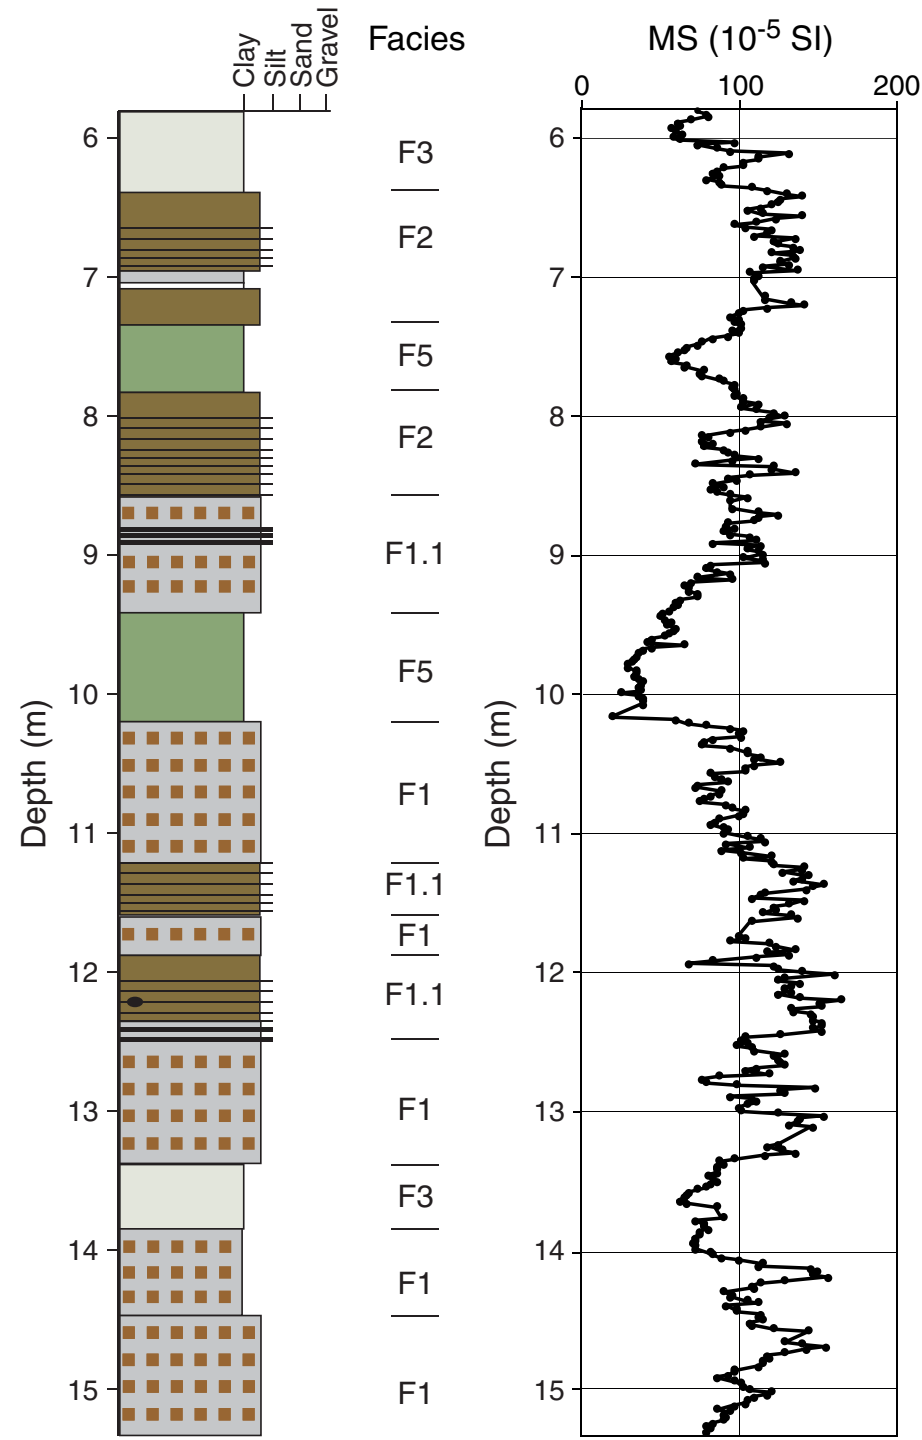 Clay
Silt
Sand
Gravel
Facies
MS (10⁻⁵ SI)
0 100 200
Depth (m)
6
7
8
9
10
11
12
13
14
15
F3
F2
F5
F2
F1.1
F5
F1
F1.1
F1
F1.1
F1
F3
F1
F1
Depth (m)
6
7
8
9
10
11
12
13
14
15